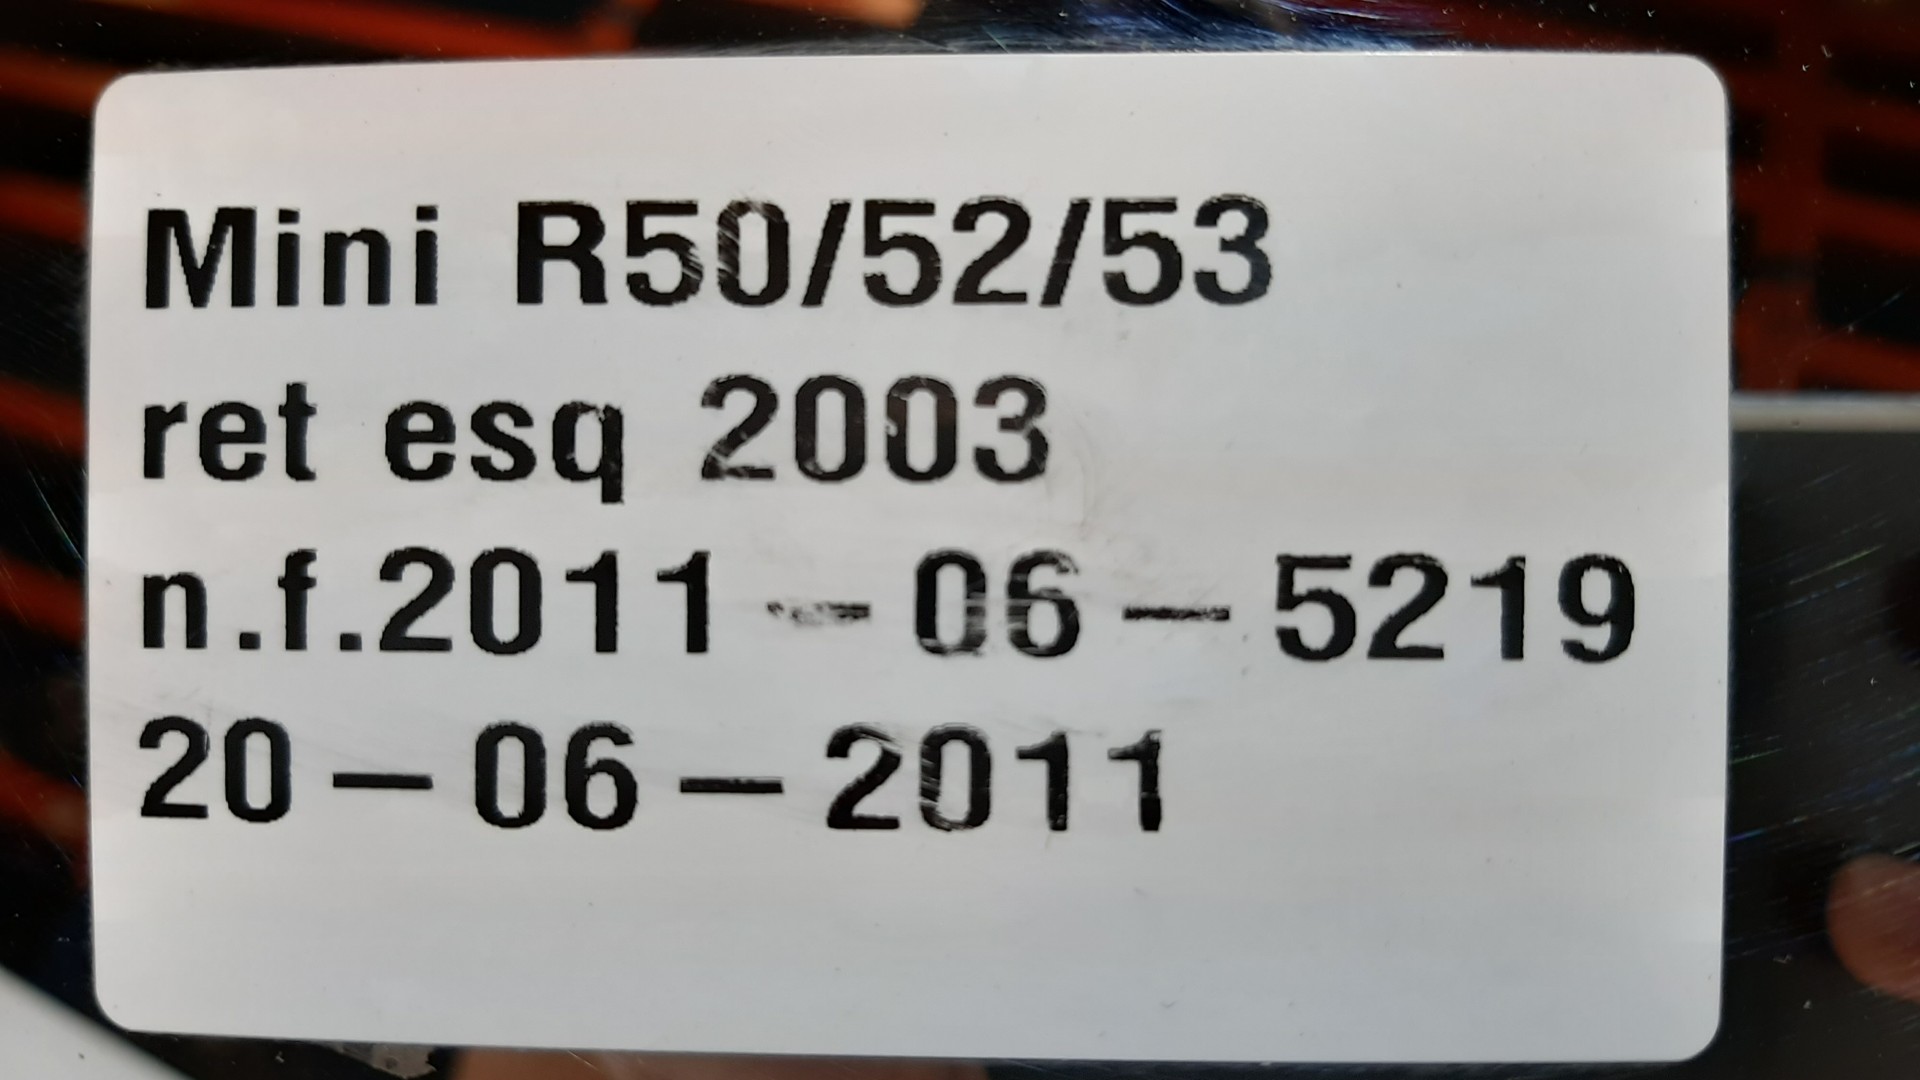 Mini R50/52/53
ret esq 2003
n.f.2011-06-5219
20-06-2011